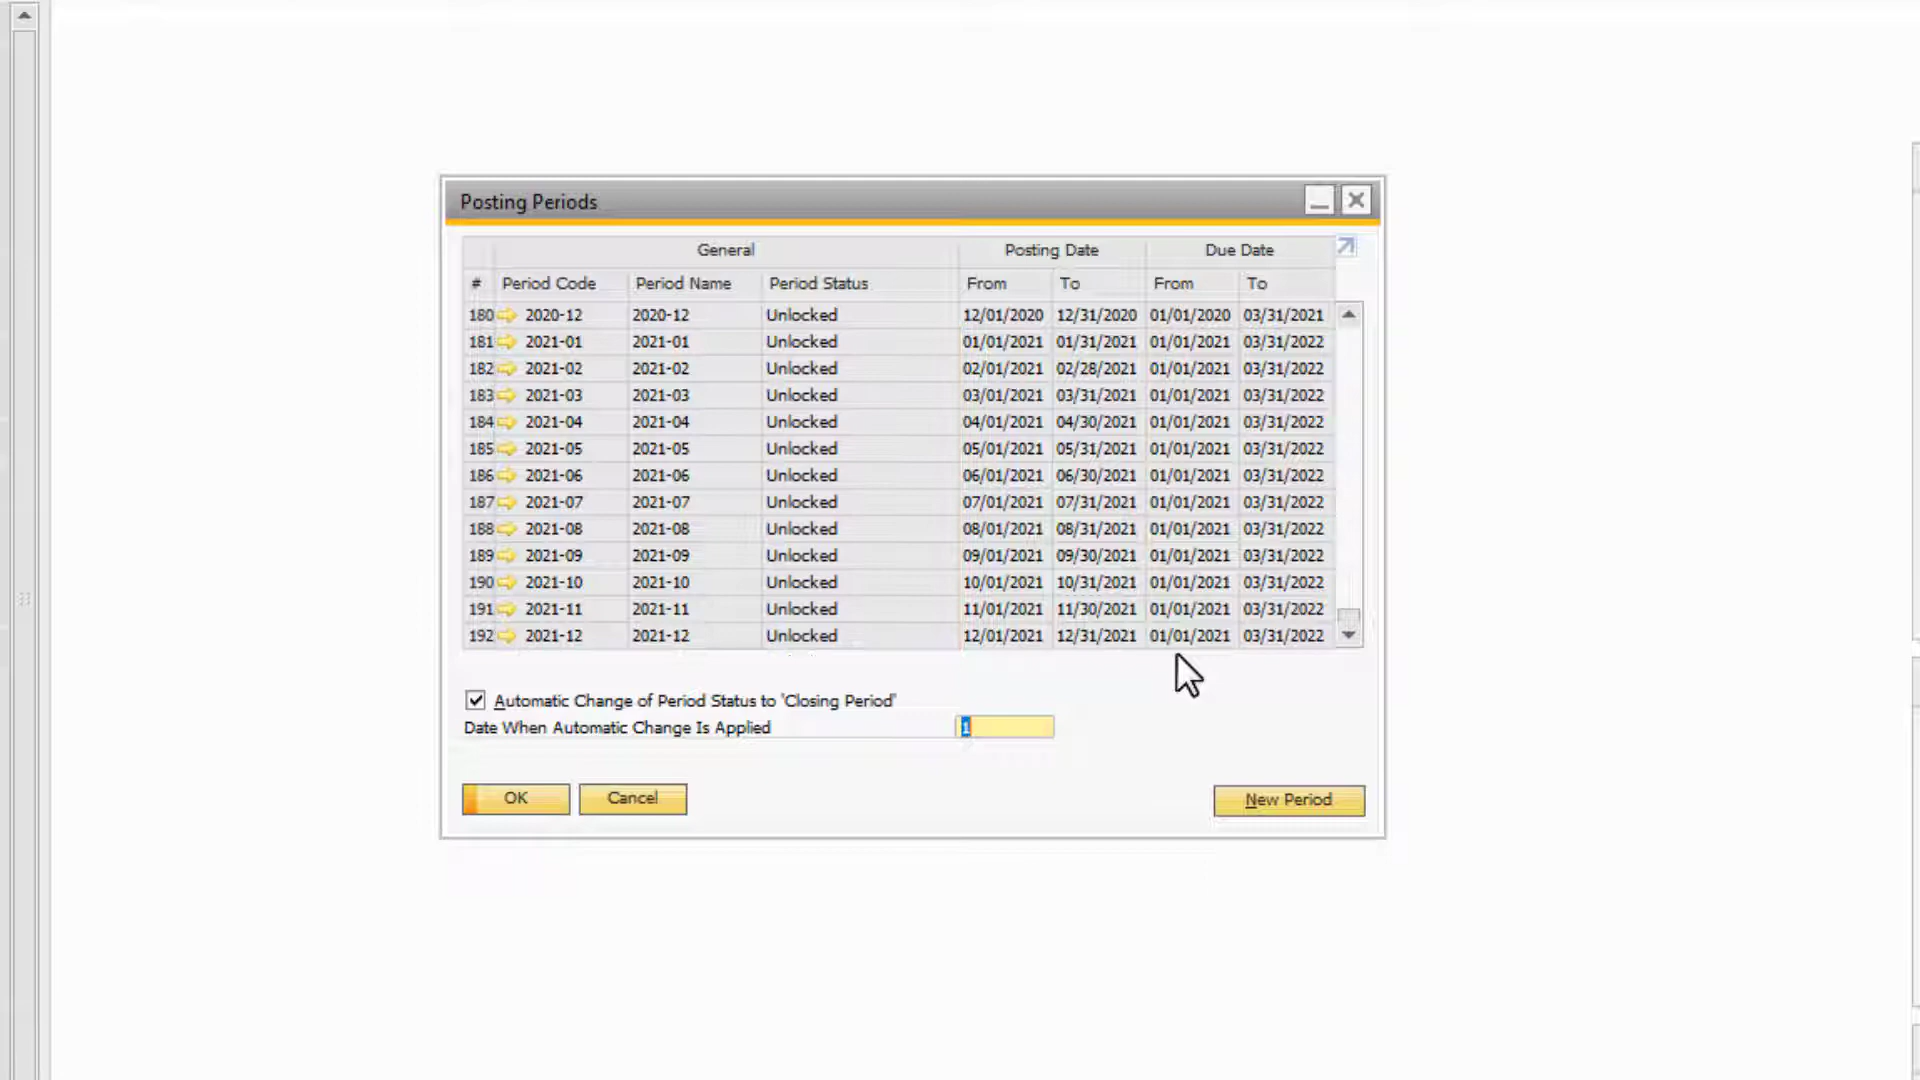 Posting Periods
General Posting Date Due Date
# Period Code Period Name Period Status From To From To
180 2020-12 2020-12 Unlocked 12/01/2020 12/31/2020 01/01/2020 03/31/2021
181 2021-01 2021-01 Unlocked 01/01/2021 01/31/2021 01/01/2021 03/31/2022
182 2021-02 2021-02 Unlocked 02/01/2021 02/28/2021 01/01/2021 03/31/2022
183 2021-03 2021-03 Unlocked 03/01/2021 03/31/2021 01/01/2021 03/31/2022
184 2021-04 2021-04 Unlocked 04/01/2021 04/30/2021 01/01/2021 03/31/2022
185 2021-05 2021-05 Unlocked 05/01/2021 05/31/2021 01/01/2021 03/31/2022
186 2021-06 2021-06 Unlocked 06/01/2021 06/30/2021 01/01/2021 03/31/2022
187 2021-07 2021-07 Unlocked 07/01/2021 07/31/2021 01/01/2021 03/31/2022
188 2021-08 2021-08 Unlocked 08/01/2021 08/31/2021 01/01/2021 03/31/2022
189 2021-09 2021-09 Unlocked 09/01/2021 09/30/2021 01/01/2021 03/31/2022
190 2021-10 2021-10 Unlocked 10/01/2021 10/31/2021 01/01/2021 03/31/2022
191 2021-11 2021-11 Unlocked 11/01/2021 11/30/2021 01/01/2021 03/31/2022
192 2021-12 2021-12 Unlocked 12/01/2021 12/31/2021 01/01/2021 03/31/2022
Automatic Change of Period Status to 'Closing Period'
Date When Automatic Change Is Applied 1
OK Cancel New Period